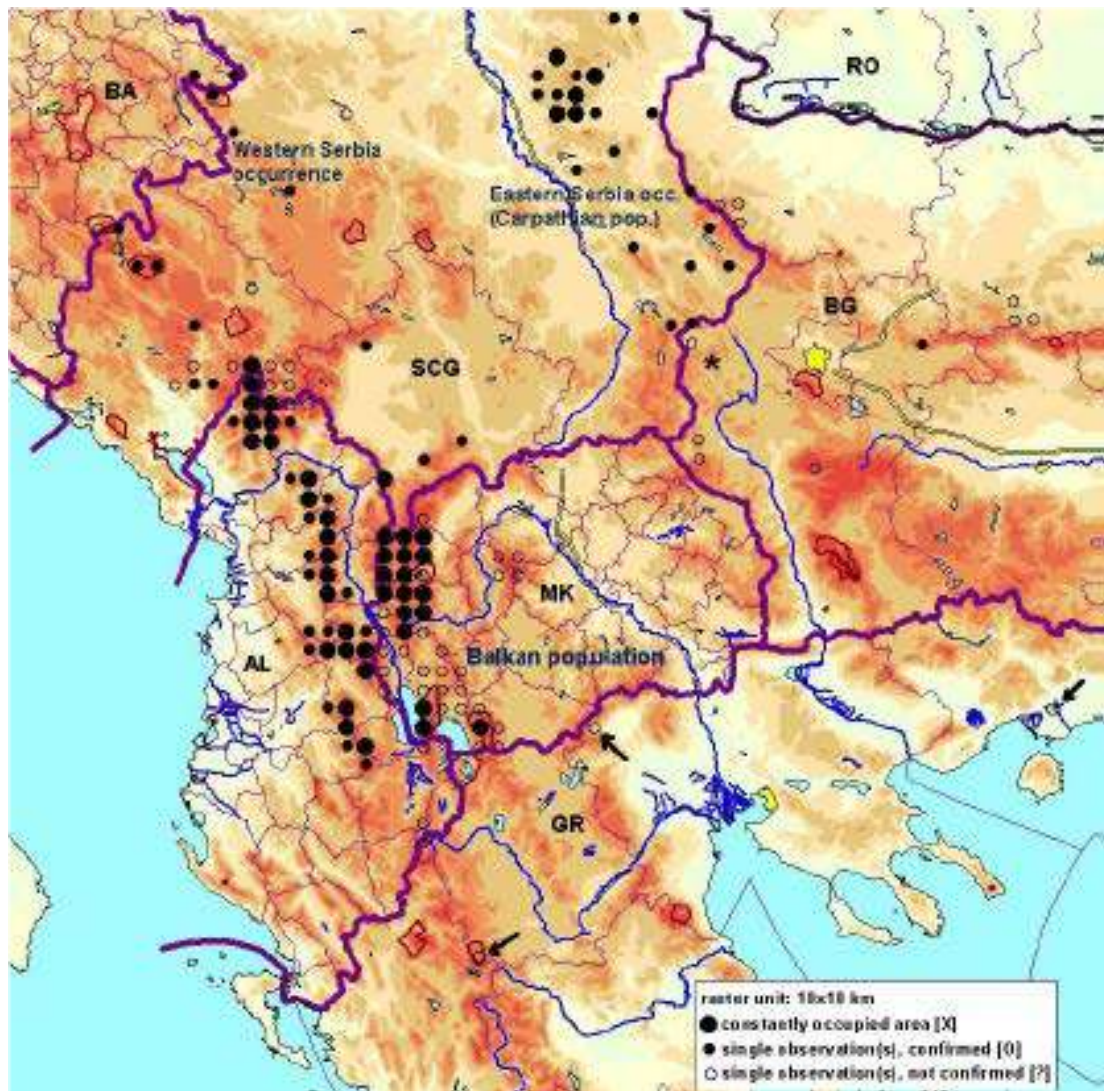 RO
BA
Western Serbia
occurrence
Eastern Serbia occ.
(Carpathian pop.)
BG
SCG
*
MK
AL
Balkan population
GR
raster unit: 10x10 km
constantly occupied area [X]
single observation(s), confirmed [0]
single observation(s), not confirmed [?]